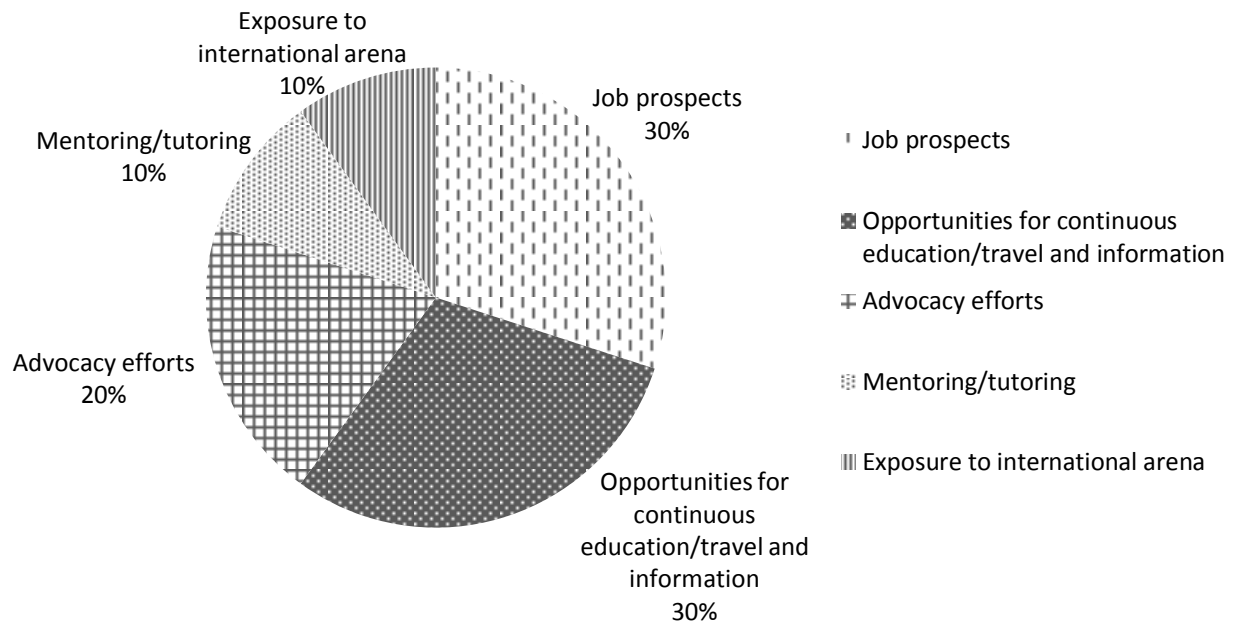 Exposure to
international arena
10%
Job prospects
30%
Mentoring/tutoring
10%
Advocacy efforts
20%
Opportunities for
continuous
education/travel and
information
30%
Job prospects
Opportunities for continuous
education/travel and information
Advocacy efforts
Mentoring/tutoring
Exposure to international arena